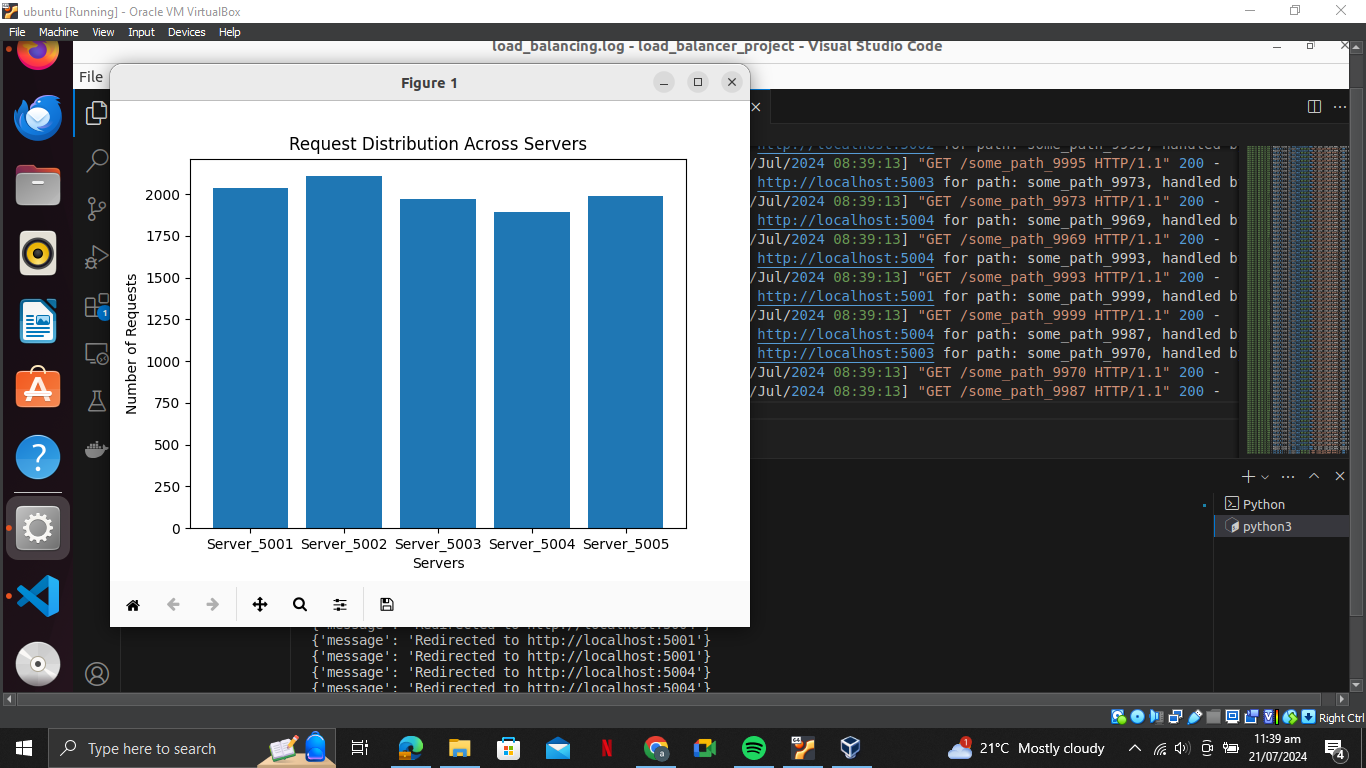 ubuntu [Running] - Oracle VM VirtualBox
File Machine View Input Devices Help
load_balancing.log - load_balancer_project - Visual Studio Code
File
Figure 1
Request Distribution Across Servers
Number of Requests
2000
1750
1500
1250
1000
750
500
250
0
Server_5001 Server_5002 Server_5003 Server_5004 Server_5005
Servers
1
http://localhost:5002 for path: some_path_9995, handled b
/Jul/2024 08:39:13] "GET /some_path_9995 HTTP/1.1" 200 -
http://localhost:5003 for path: some_path_9973, handled b
/Jul/2024 08:39:13] "GET /some_path_9973 HTTP/1.1" 200 -
http://localhost:5004 for path: some_path_9969, handled b
/Jul/2024 08:39:13] "GET /some_path_9969 HTTP/1.1" 200 -
http://localhost:5004 for path: some_path_9993, handled b
/Jul/2024 08:39:13] "GET /some_path_9993 HTTP/1.1" 200 -
http://localhost:5001 for path: some_path_9999, handled b
/Jul/2024 08:39:13] "GET /some_path_9999 HTTP/1.1" 200 -
http://localhost:5004 for path: some_path_9987, handled b
http://localhost:5003 for path: some_path_9970, handled b
/Jul/2024 08:39:13] "GET /some_path_9970 HTTP/1.1" 200 -
/Jul/2024 08:39:13] "GET /some_path_9987 HTTP/1.1" 200 -
Python
python3
{'message': 'Redirected to http://localhost:5001'}
{'message': 'Redirected to http://localhost:5001'}
{'message': 'Redirected to http://localhost:5004'}
{'message': 'Redirected to http://localhost:5004'}
Right Ctrl
Type here to search
1
21°C Mostly cloudy
11:39 am
21/07/2024
4